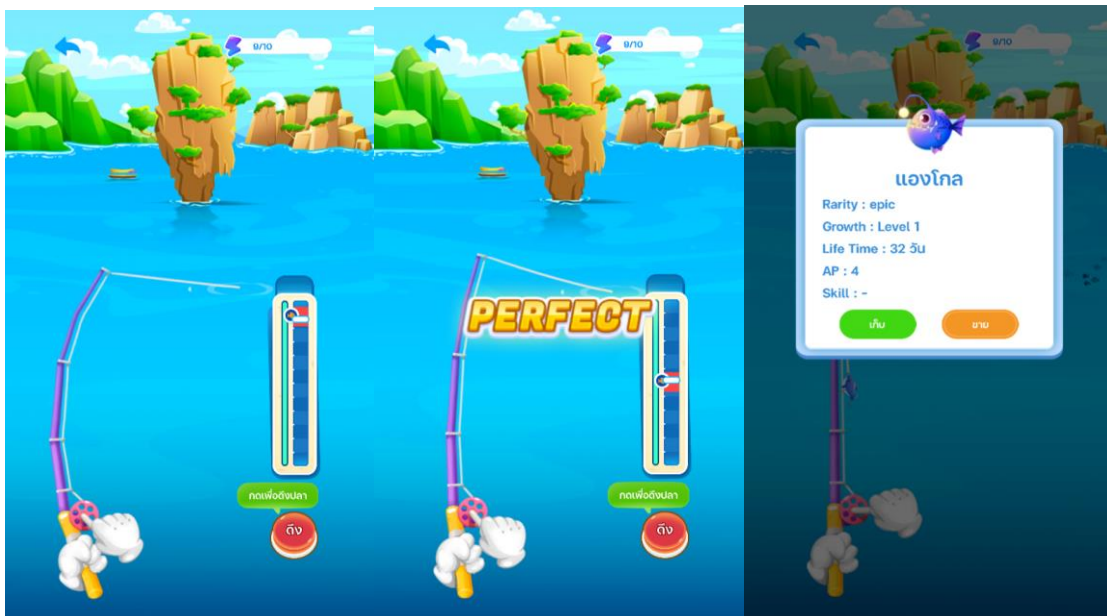 9/10
กดเพื่อดึงปลา
ดึง
9/10
PERFECT
กดเพื่อดึงปลา
ดึง
9/10
แองโกล
Rarity : epic
Growth : Level 1
Life Time : 32 วัน
AP : 4
Skill : -
เก็บ
ขาย